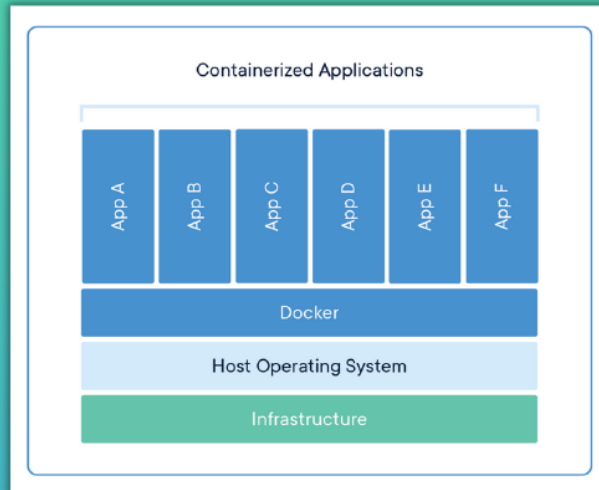 Containerized Applications
App A
App B
App C
App D
App E
App F
Docker
Host Operating System
Infrastructure